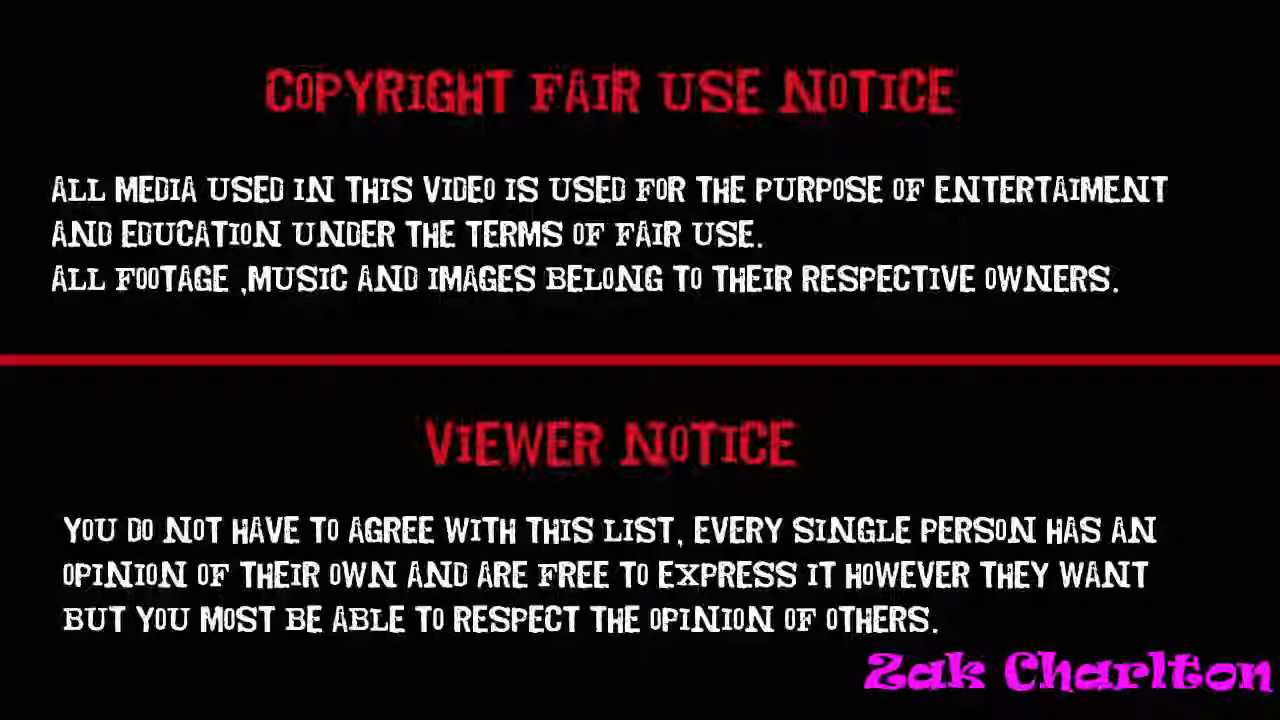 COPYRIGHT FAIR USE NOTICE
ALL MEDIA USED IN THIS VIDEO IS USED FOR THE PURPOSE OF ENTERTAIMENT
AND EDUCATION UNDER THE TERMS OF FAIR USE.
ALL FOOTAGE ,MUSIC AND IMAGES BELONG TO THEIR RESPECTIVE OWNERS.
VIEWER NOTICE
YOU DO NOT HAVE TO AGREE WITH THIS LIST, EVERY SINGLE PERSON HAS AN
OPINION OF THEIR OWN AND ARE FREE TO EXPRESS IT HOWEVER THEY WANT
BUT YOU MOST BE ABLE TO RESPECT THE OPINION OF OTHERS.
Zak Charlton